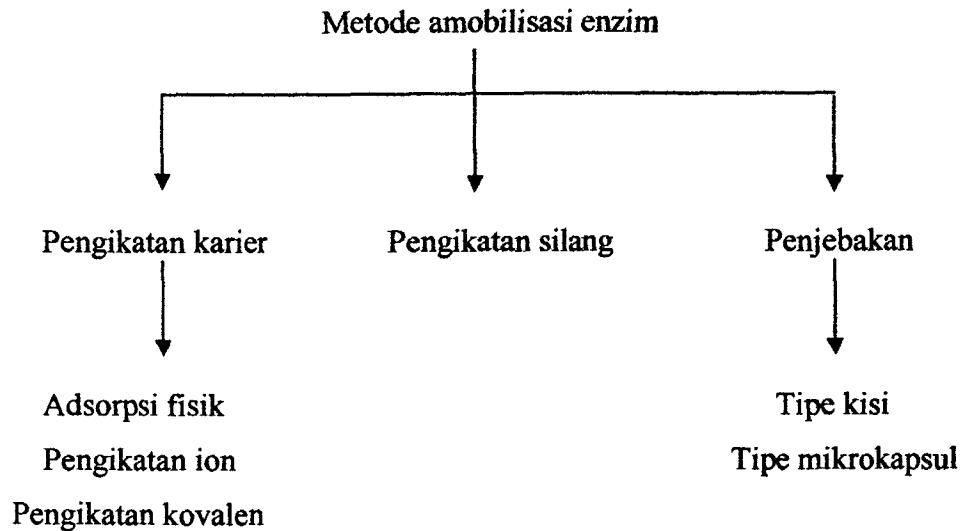 Metode amobilisasi enzim
Pengikatan karier
Pengikatan silang
Penjebakan
Adsorpsi fisik
Pengikatan ion
Pengikatan kovalen
Tipe kisi
Tipe mikrokapsul